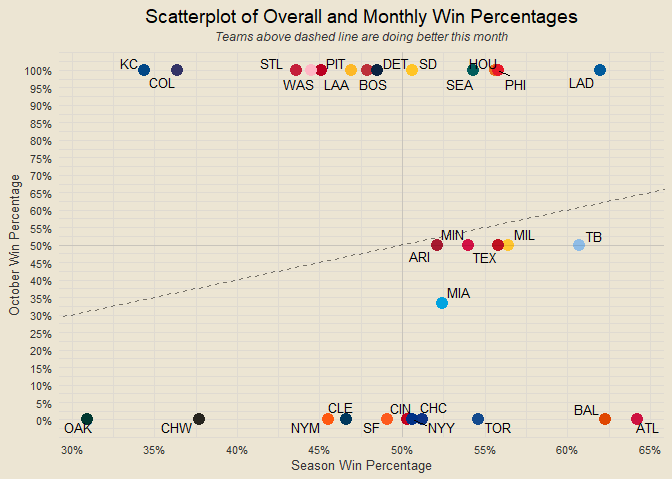 Scatterplot of Overall and Monthly Win Percentages
Teams above dashed line are doing better this month
October Win Percentage
100%
95%
90%
85%
80%
75%
70%
65%
60%
55%
50%
45%
40%
35%
30%
25%
20%
15%
10%
5%
0%
KC
COL
STL
WAS
PIT
LAA
BOS
DET
SD
SEA
HOU
PHI
LAD
MIN
ARI
TEX
MIL
TB
MIA
OAK
CHW
NYM
CLE
SF
CIN
CHC
NYY
TOR
BAL
ATL
30%
35%
40%
45%
50%
55%
60%
65%
Season Win Percentage